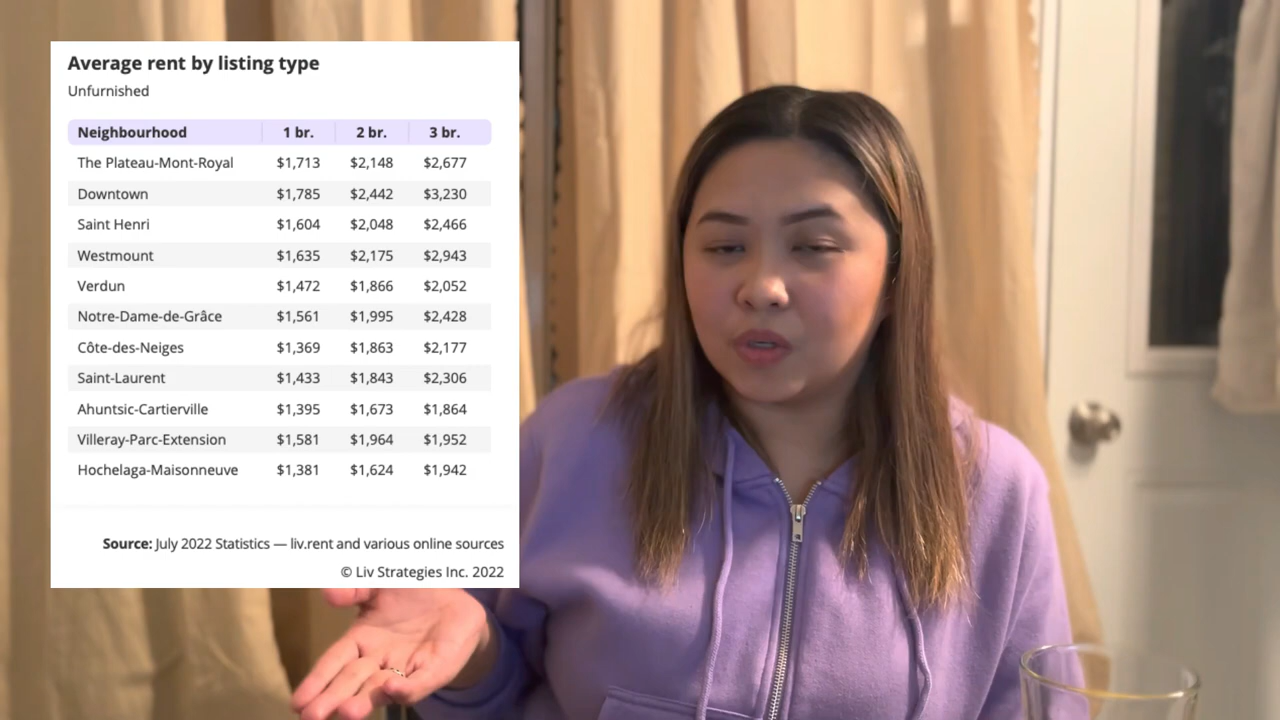 Average rent by listing type
Unfurnished
Neighbourhood 1 br. 2 br. 3 br.
The Plateau-Mont-Royal $1,713 $2,148 $2,677
Downtown $1,785 $2,442 $3,230
Saint Henri $1,604 $2,048 $2,466
Westmount $1,635 $2,175 $2,943
Verdun $1,472 $1,866 $2,052
Notre-Dame-de-Grâce $1,561 $1,995 $2,428
Côte-des-Neiges $1,369 $1,863 $2,177
Saint-Laurent $1,433 $1,843 $2,306
Ahuntsic-Cartierville $1,395 $1,673 $1,864
Villeray-Parc-Extension $1,581 $1,964 $1,952
Hochelaga-Maisonneuve $1,381 $1,624 $1,942
Source: July 2022 Statistics — liv.rent and various online sources
© Liv Strategies Inc. 2022